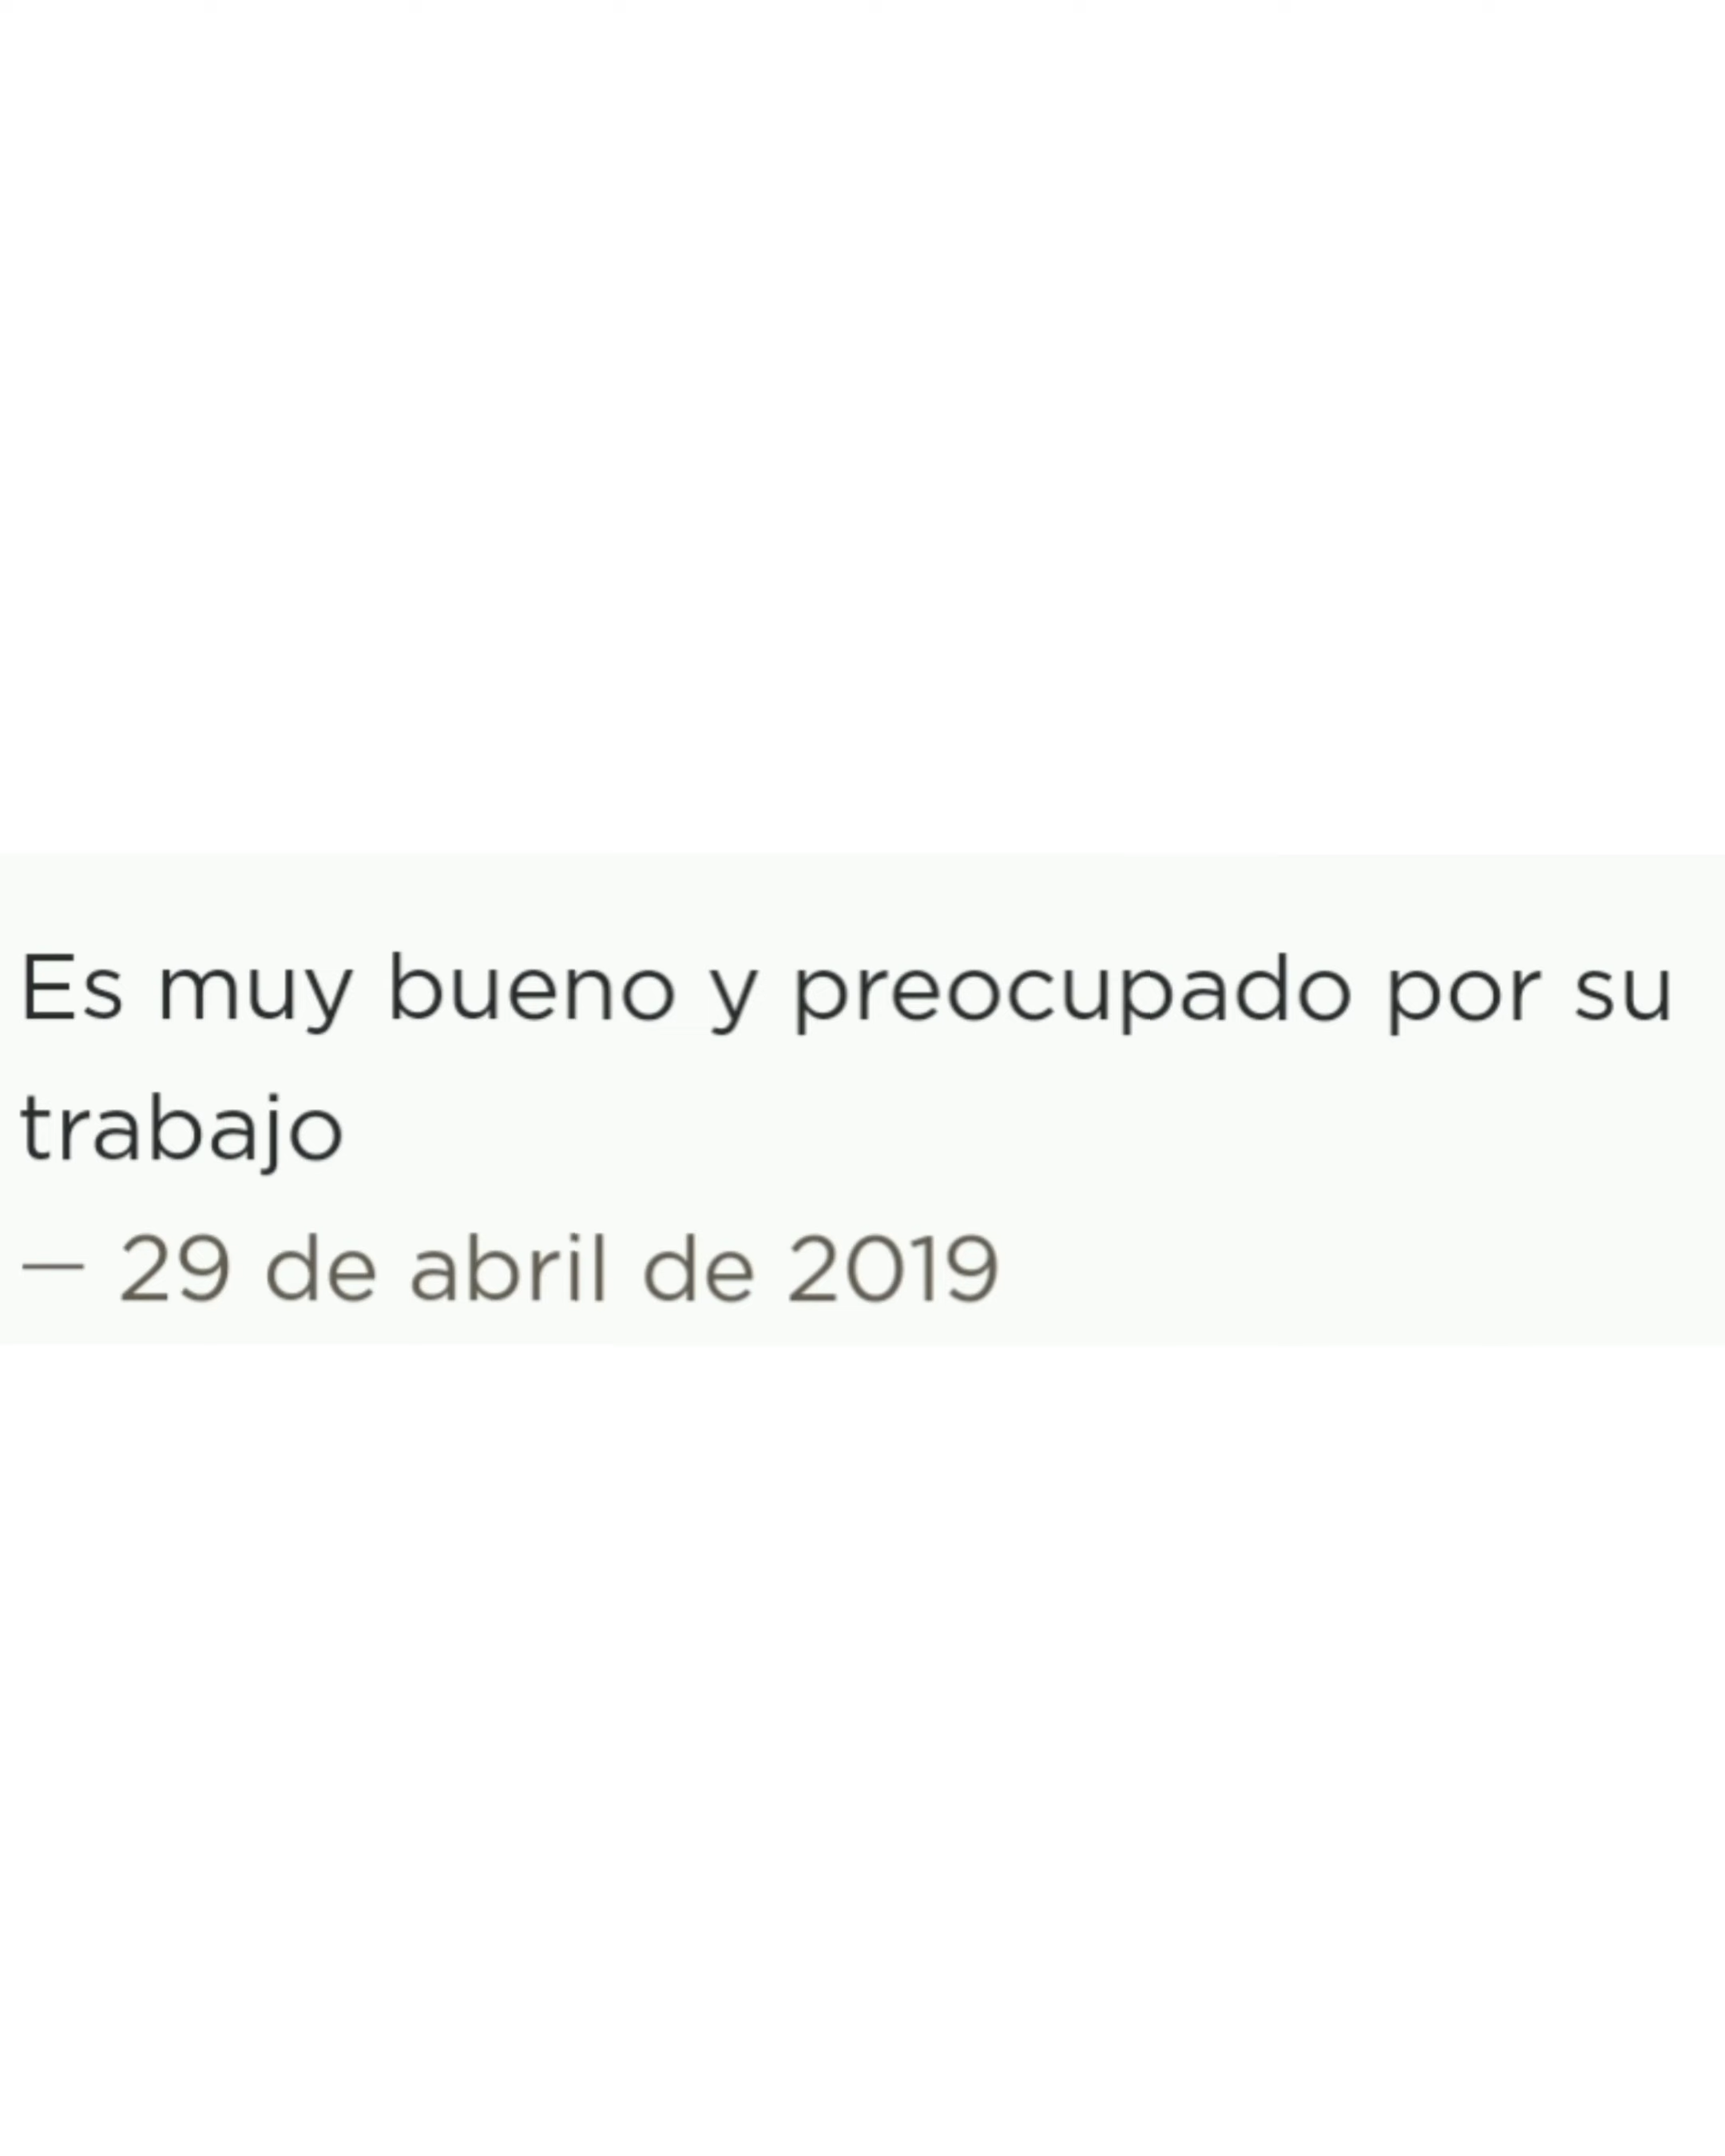 Es muy bueno y preocupado por su
trabajo
— 29 de abril de 2019